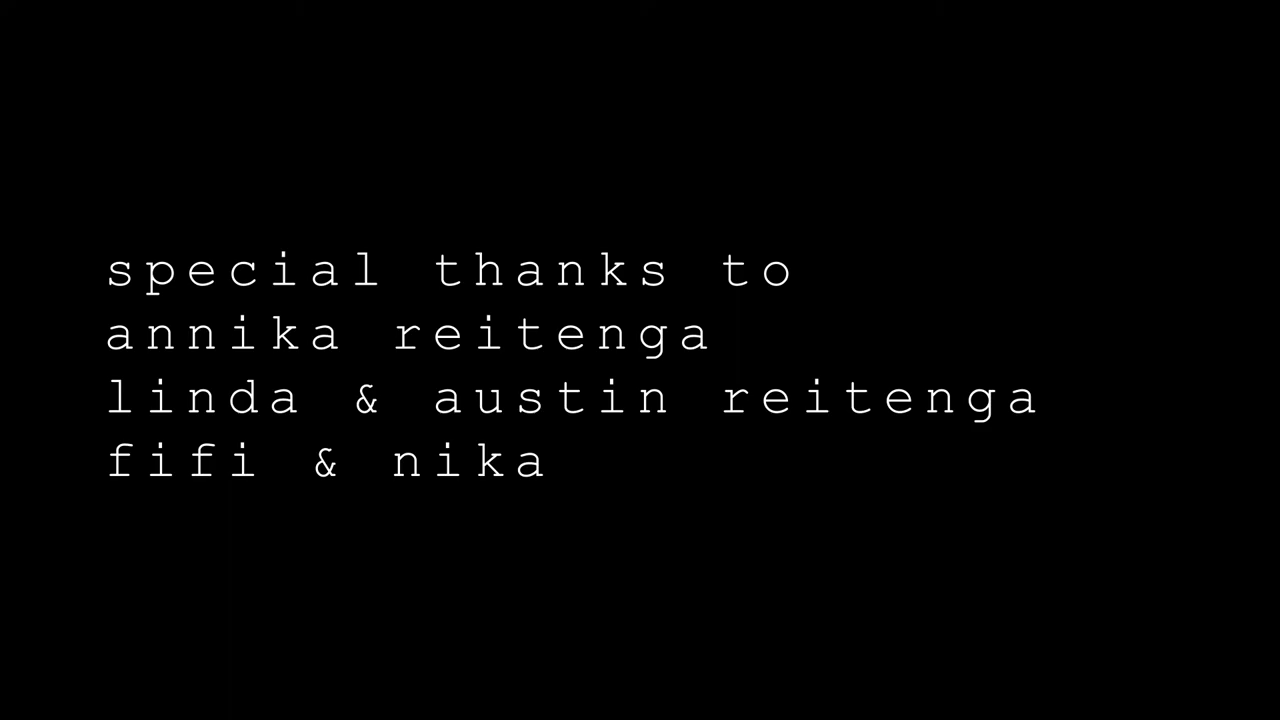 special thanks to
annika reitenga
linda & austin reitenga
fifi & nika